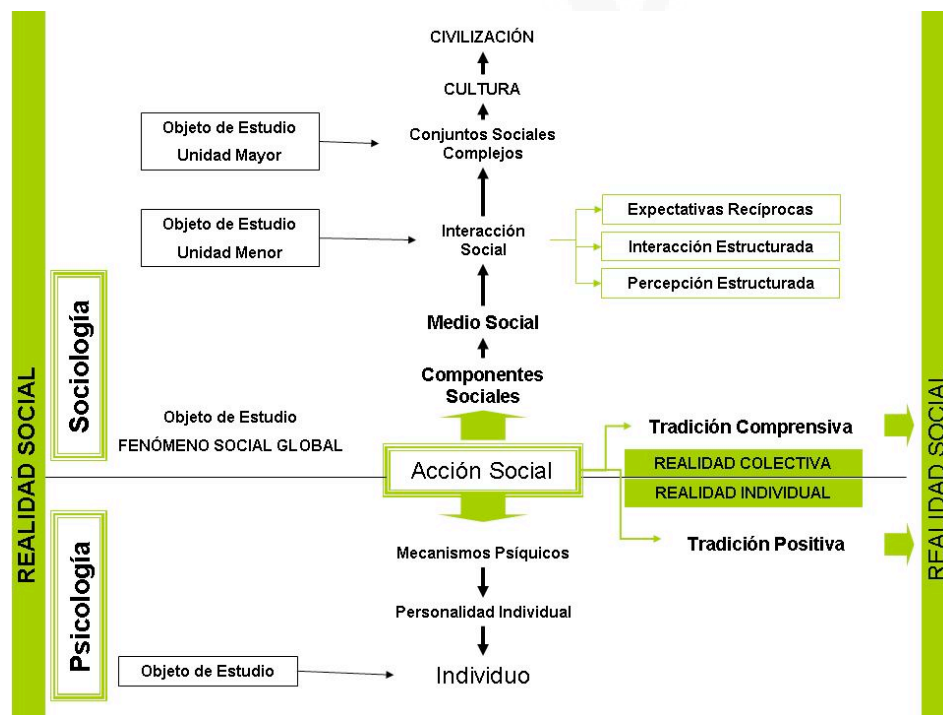 CIVILIZACIÓN
CULTURA
Objeto de Estudio
Unidad Mayor
Conjuntos Sociales
Complejos
Objeto de Estudio
Unidad Menor
Interacción
Social
Expectativas Recíprocas
Interacción Estructurada
Percepción Estructurada
Medio Social
Componentes
Sociales
Sociología
Objeto de Estudio
FENÓMENO SOCIAL GLOBAL
Acción Social
Tradición Comprensiva
REALIDAD COLECTIVA
REALIDAD INDIVIDUAL
Tradición Positiva
Psicología
Mecanismos Psíquicos
Personalidad Individual
Objeto de Estudio
Individuo
REALIDAD SOCIAL
REALIDAD SOCIAL